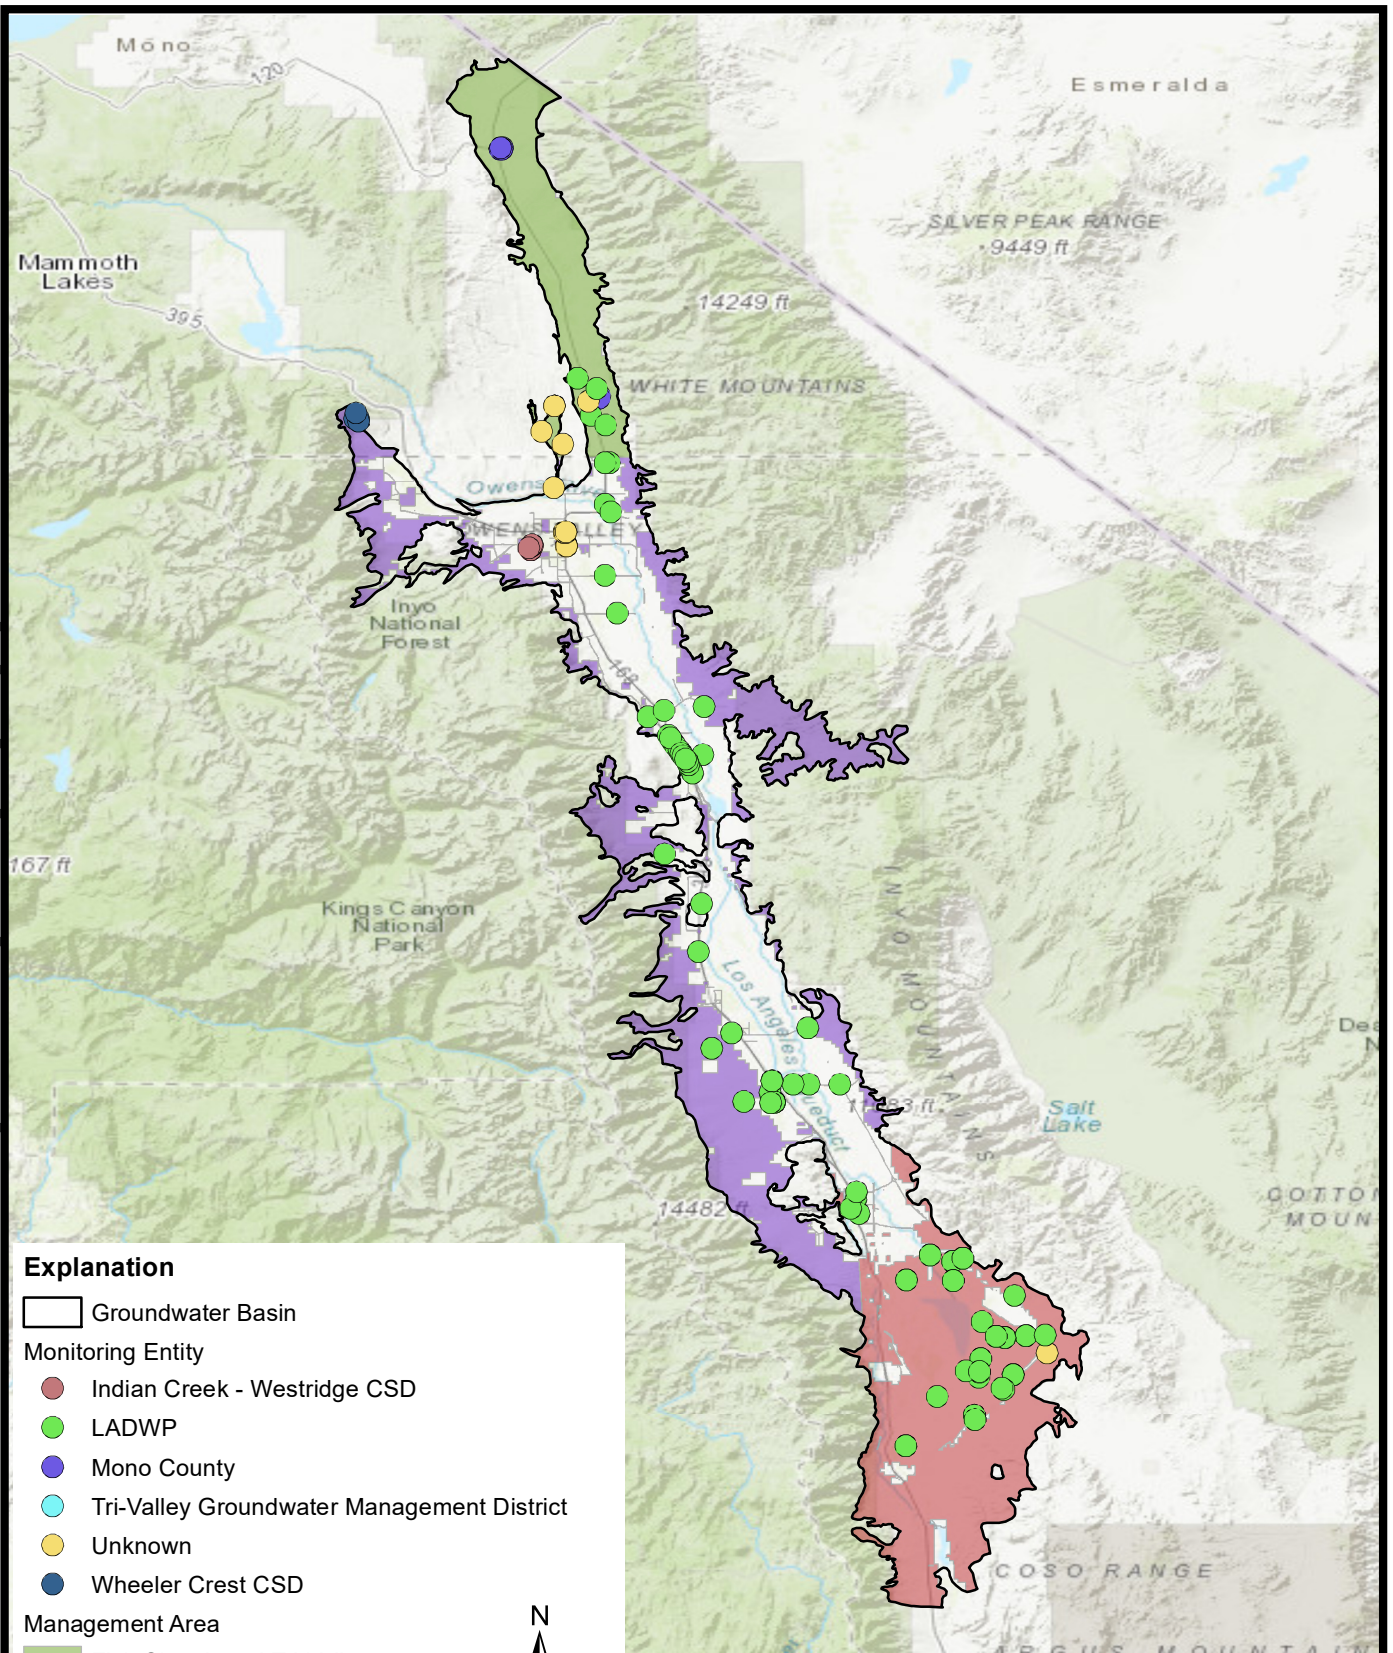 Mono
120
Esmeralda
SILVER PEAK RANGE
9449 ft
Mammoth
Lakes
395
14249 ft
WHITE MOUNTAINS
Owens
OWENS VALLEY
Inyo
National
Forest
168
167 ft
Kings Canyon
National
Park
INYO MOUNTAINS
Los Angeles
Salt
Lake
14482 ft
COSO RANGE
Explanation
Groundwater Basin
Monitoring Entity
Indian Creek - Westridge CSD
LADWP
Mono County
Tri-Valley Groundwater Management District
Unknown
Wheeler Crest CSD
Management Area
N